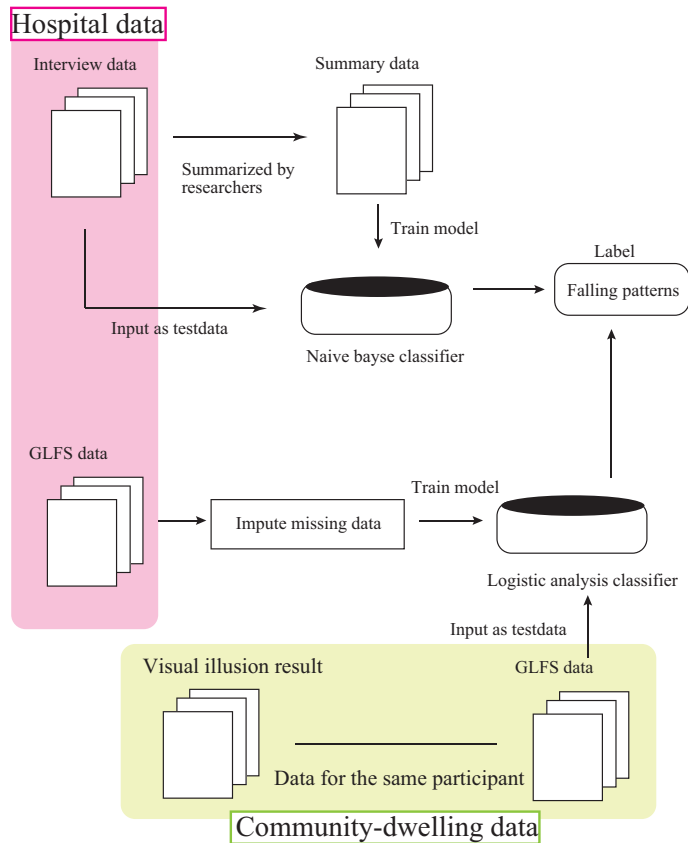 Hospital data
Interview data
Summary data
Summarized by
researchers
Train model
Label
Falling patterns
Input as testdata
Naive bayse classifier
GLFS data
Train model
Impute missing data
Logistic analysis classifier
Input as testdata
Visual illusion result
GLFS data
Data for the same participant
Community-dwelling data